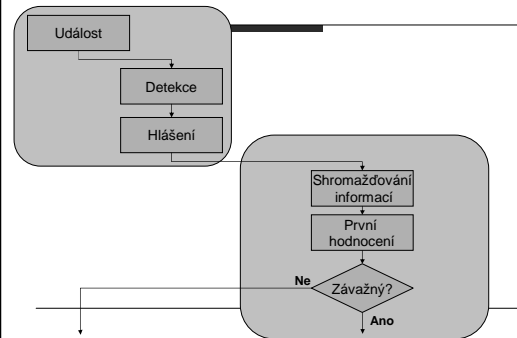 Událost
Detekce
Hlášení
Shromažďování
informací
První
hodnocení
Závažný?
Ne
Ano